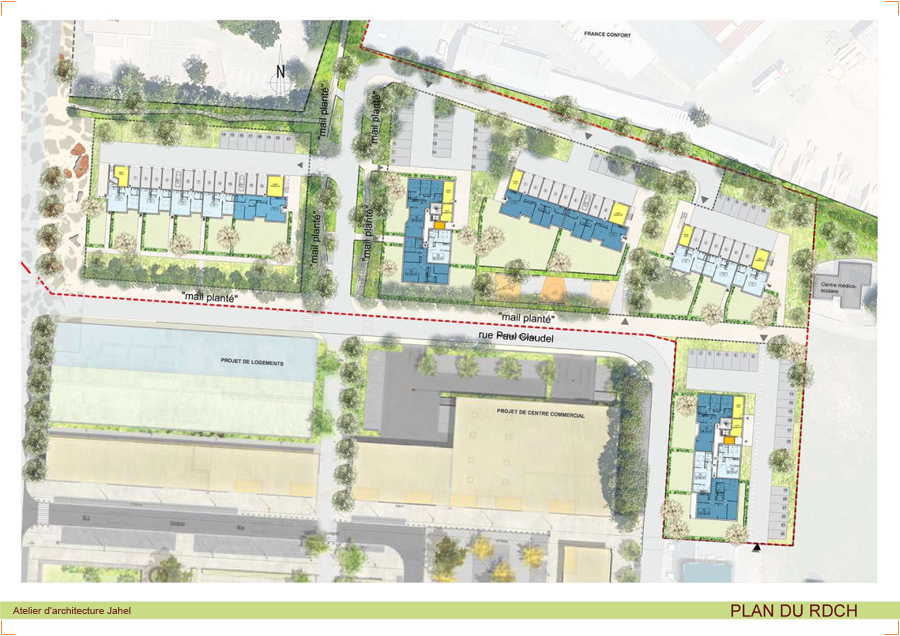 FRANCE CONFORT
N
"mail planté"
"mail planté"
"mail planté"
"mail planté"
Centre médico-
scolaire
"mail planté"
"mail planté"
rue Paul Claudel
PROJET DE LOGEMENTS
PROJET DE CENTRE COMMERCIAL
Atelier d'architecture Jahel
PLAN DU RDCH